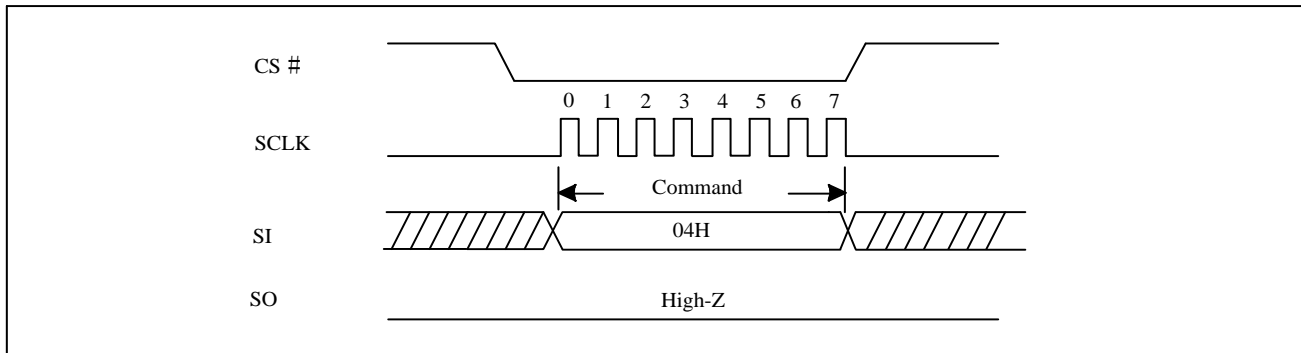 CS #
0 1 2 3 4 5 6 7
SCLK
Command
SI
04H
SO
High-Z